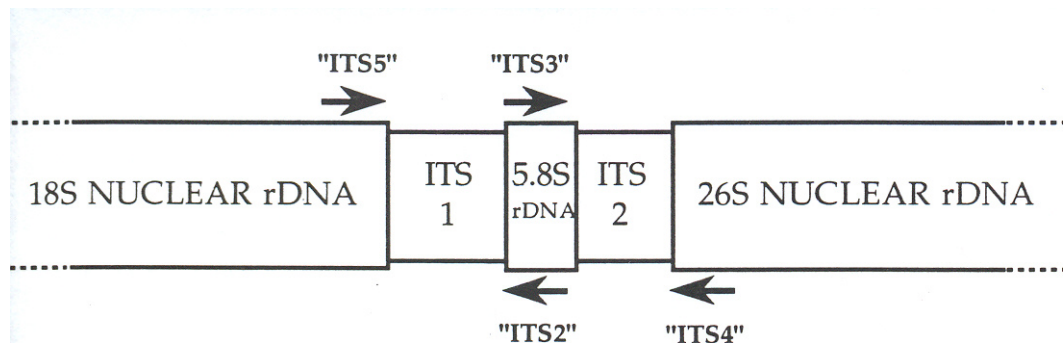 "ITS5" "ITS3"
18S NUCLEAR rDNA
ITS
1
5.8S
rDNA
ITS
2
26S NUCLEAR rDNA
"ITS2" "ITS4"